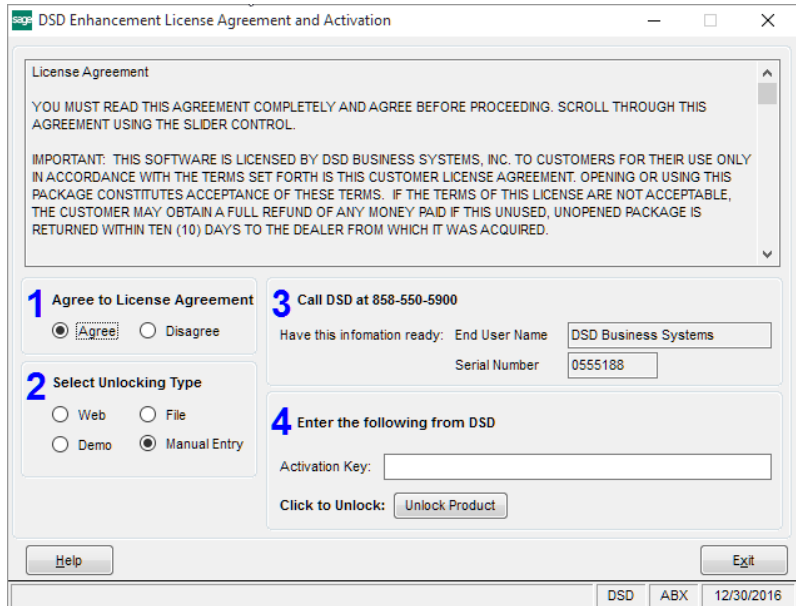 sage DSD Enhancement License Agreement and Activation
License Agreement
YOU MUST READ THIS AGREEMENT COMPLETELY AND AGREE BEFORE PROCEEDING. SCROLL THROUGH THIS
AGREEMENT USING THE SLIDER CONTROL.
IMPORTANT: THIS SOFTWARE IS LICENSED BY DSD BUSINESS SYSTEMS, INC. TO CUSTOMERS FOR THEIR USE ONLY
IN ACCORDANCE WITH THE TERMS SET FORTH IS THIS CUSTOMER LICENSE AGREEMENT. OPENING OR USING THIS
PACKAGE CONSTITUTES ACCEPTANCE OF THESE TERMS. IF THE TERMS OF THIS LICENSE ARE NOT ACCEPTABLE,
THE CUSTOMER MAY OBTAIN A FULL REFUND OF ANY MONEY PAID IF THIS UNUSED, UNOPENED PACKAGE IS
RETURNED WITHIN TEN (10) DAYS TO THE DEALER FROM WHICH IT WAS ACQUIRED.
1 Agree to License Agreement
Agree Disagree
2 Select Unlocking Type
Web File
Demo Manual Entry
3 Call DSD at 858-550-5900
Have this infomation ready: End User Name DSD Business Systems
Serial Number 0555188
4 Enter the following from DSD
Activation Key:
Click to Unlock: Unlock Product
Help Exit
DSD ABX 12/30/2016